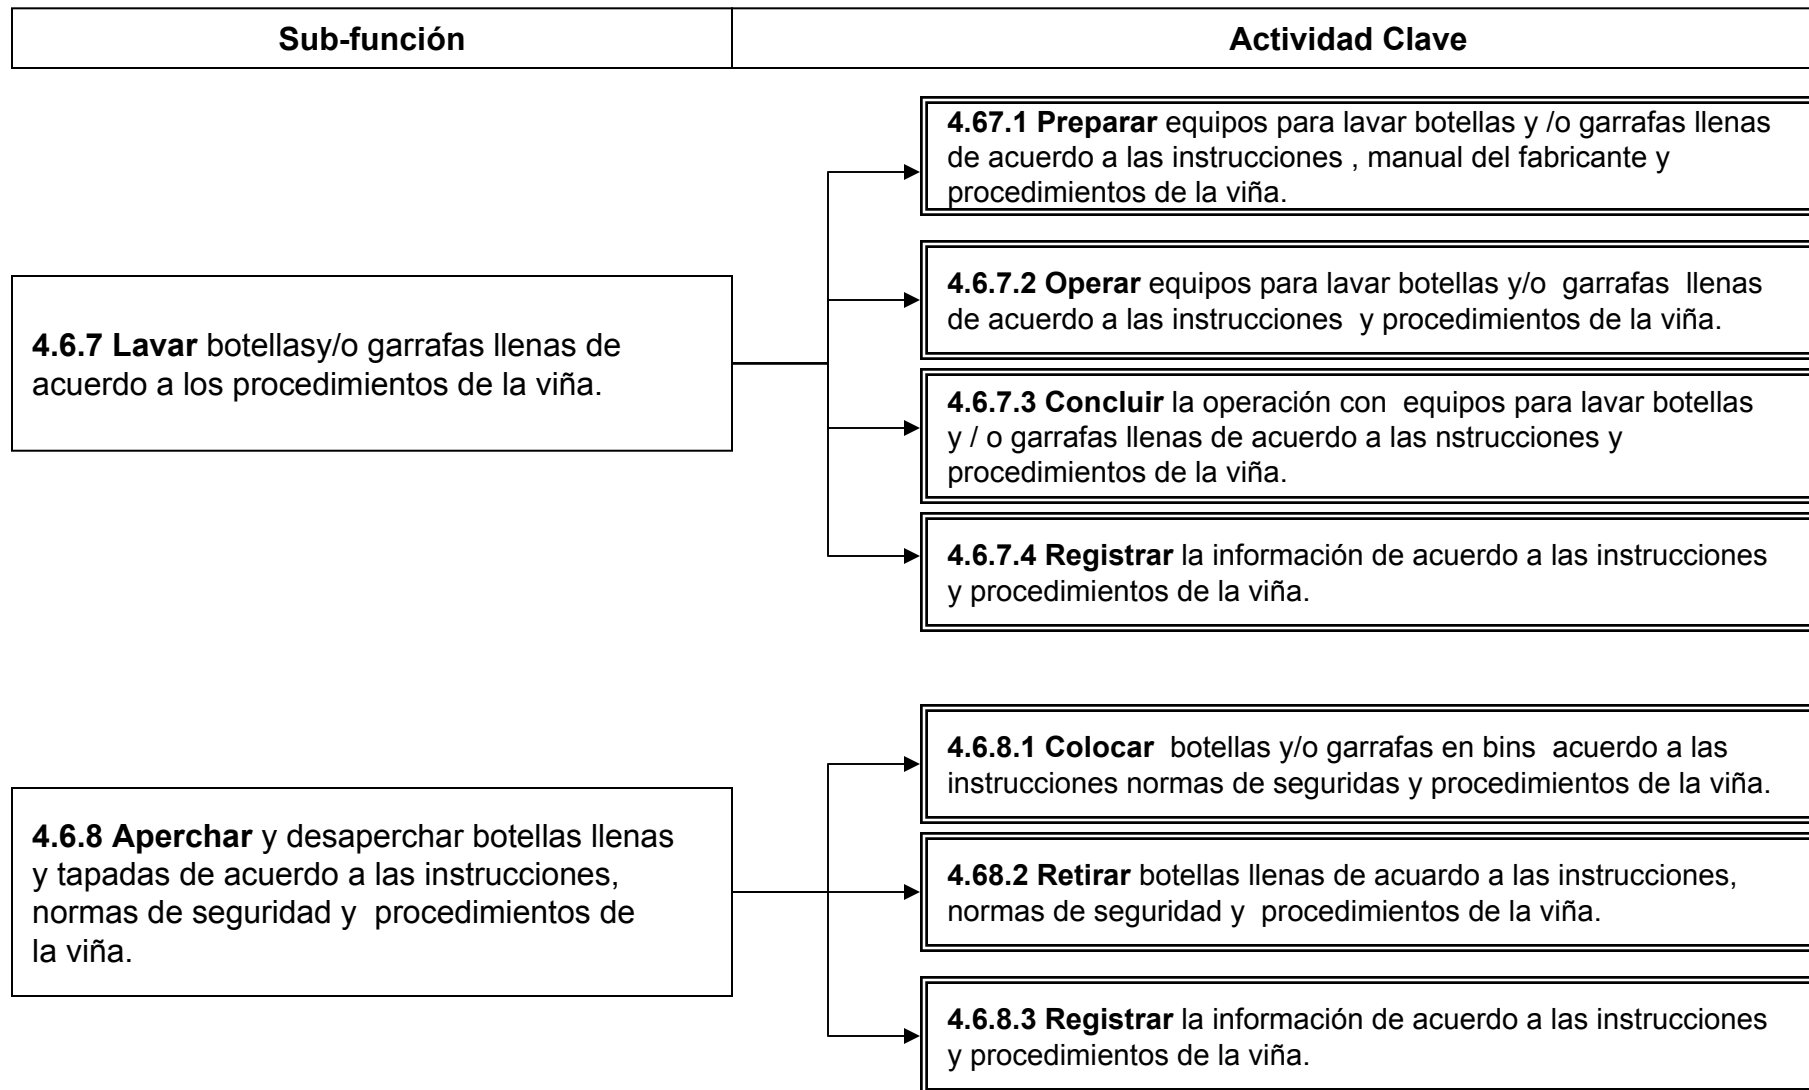 Sub-función
Actividad Clave
4.6.7 Lavar botellasy/o garrafas llenas de
acuerdo a los procedimientos de la viña.
4.67.1 Preparar equipos para lavar botellas y /o garrafas llenas
de acuerdo a las instrucciones , manual del fabricante y
procedimientos de la viña.
4.6.7.2 Operar equipos para lavar botellas y/o garrafas llenas
de acuerdo a las instrucciones y procedimientos de la viña.
4.6.7.3 Concluir la operación con equipos para lavar botellas
y / o garrafas llenas de acuerdo a las nstrucciones y
procedimientos de la viña.
4.6.7.4 Registrar la información de acuerdo a las instrucciones
y procedimientos de la viña.
4.6.8 Aperchar y desaperchar botellas llenas
y tapadas de acuerdo a las instrucciones,
normas de seguridad y procedimientos de
la viña.
4.6.8.1 Colocar botellas y/o garrafas en bins acuerdo a las
instrucciones normas de seguridas y procedimientos de la viña.
4.68.2 Retirar botellas llenas de acuardo a las instrucciones,
normas de seguridad y procedimientos de la viña.
4.6.8.3 Registrar la información de acuerdo a las instrucciones
y procedimientos de la viña.